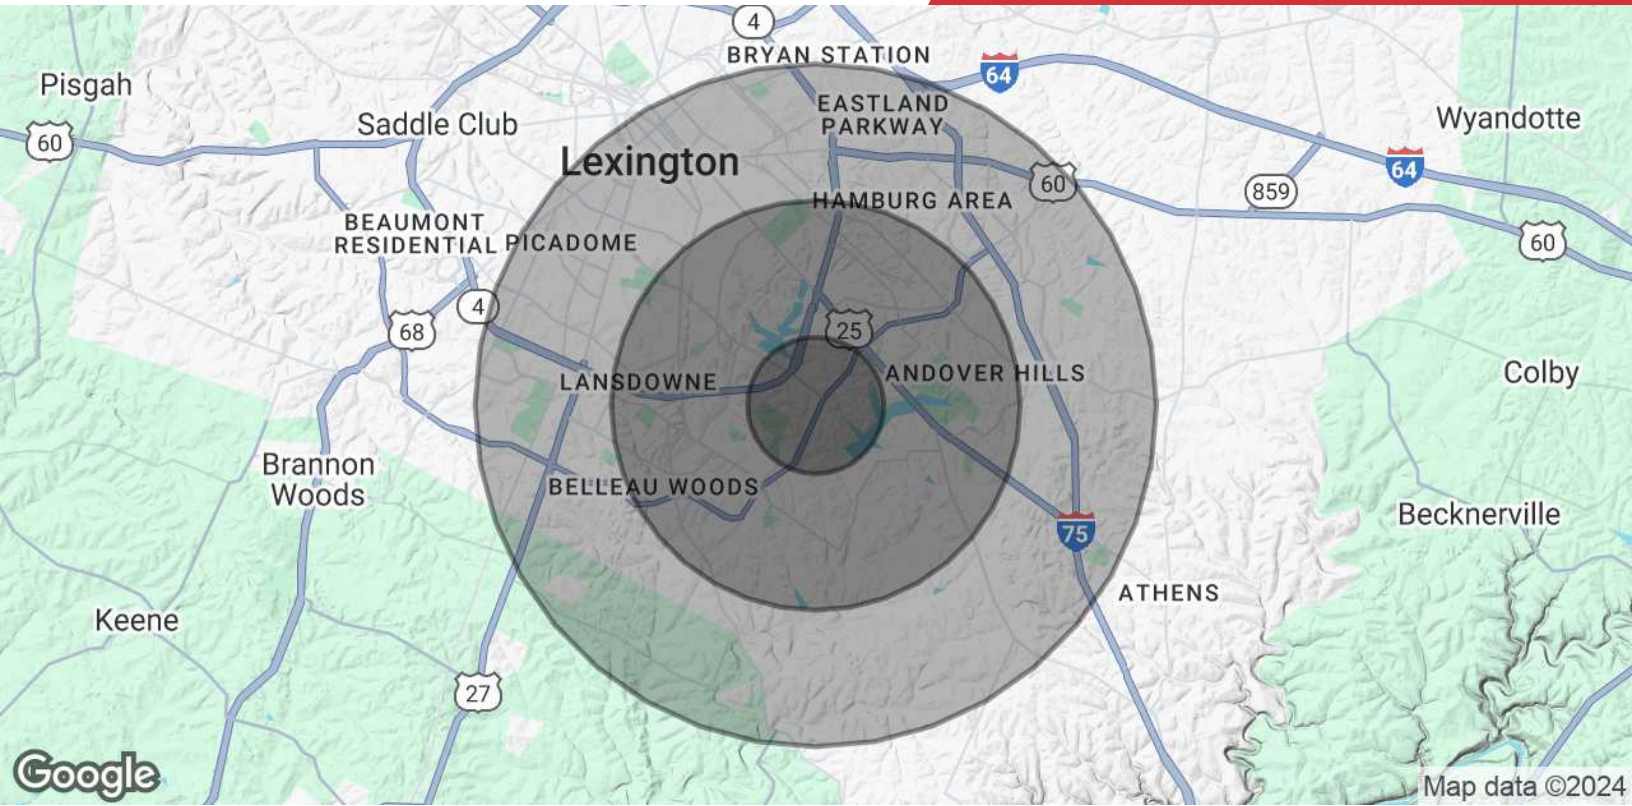 4
BRYAN STATION
64
Pisgah
EASTLAND
PARKWAY
Saddle Club
Wyandotte
60
Lexington
64
60
859
HAMBURG AREA
BEAUMONT
RESIDENTIAL
PICADOME
60
4
68
25
LANSDOWNE
ANDOVER HILLS
Colby
Brannon
Woods
BELLEAU WOODS
Becknerville
75
ATHENS
Keene
27
Google
Map data ©2024